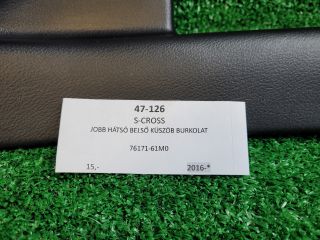 47-126
S-CROSS
JOBB HÁTSÓ BELSŐ KÜSZÖB BURKOLAT
76171-61M0
15,- 2016-*